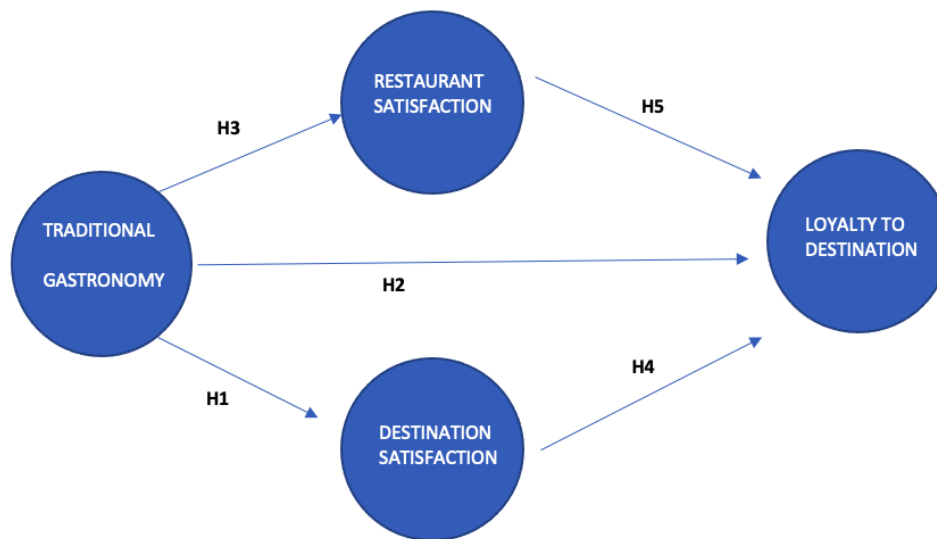 RESTAURANT
SATISFACTION
H5
H3
TRADITIONAL
GASTRONOMY
LOYALTY TO
DESTINATION
H2
H4
H1
DESTINATION
SATISFACTION